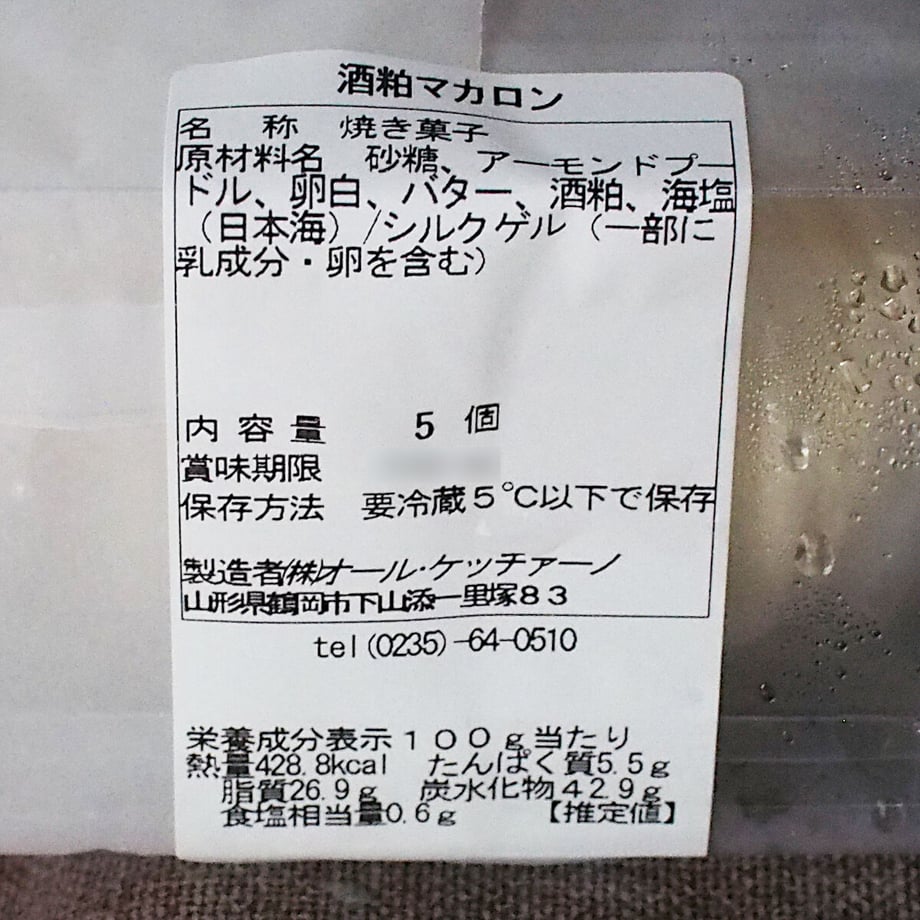 酒粕マカロン
名 称 焼き菓子
原材料名 砂糖、アーモンドプー
ドル、卵白、バター、酒粕、海塩
(日本海)/シルクゲル(一部に
乳成分・卵を含む)
内容量 5個
賞味期限
保存方法 要冷蔵5℃以下で保存
製造者㈱オール・ケッチァーノ
山形県鶴岡市下山添一里塚83
tel(0235)-64-0510
栄養成分表示100g当たり
熱量428.8kcal たんぱく質5.5g
脂質26.9g 炭水化物42.9g
食塩相当量0.6g 【推定値】